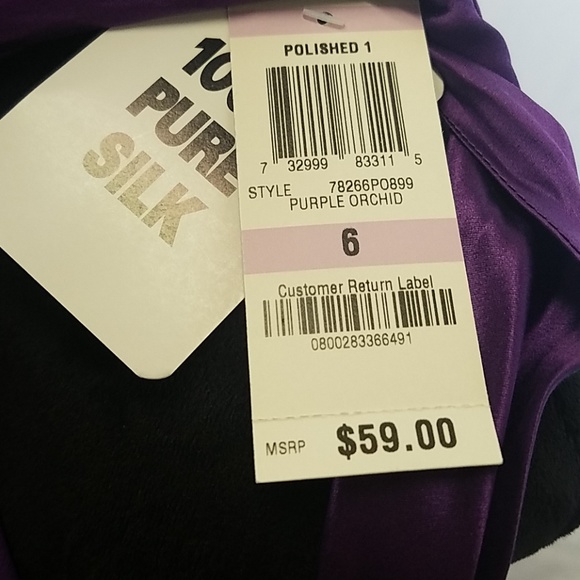 PURE
SILK
POLISHED 1
7 32999 83311 5
STYLE 78266PO899
PURPLE ORCHID
6
Customer Return Label
0800283366491
MSRP $59.00